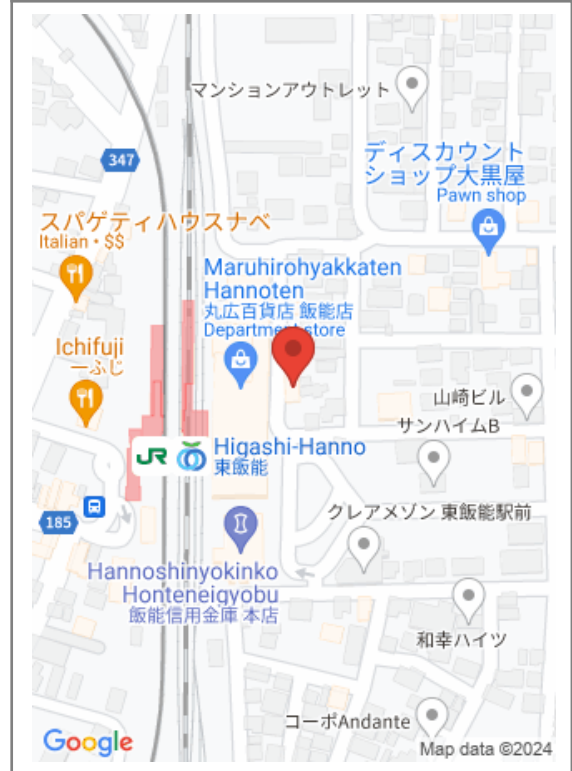 マンションアウトレット
347
ディスカウント
ショップ大黒屋
Pawn shop
スパゲティハウスナベ
Italian • $$
Maruhirohyakkaten
Hannoten
丸広百貨店 飯能店
Department store
Ichifuji
一ふじ
山崎ビル
サンハイムB
JR
Higashi-Hanno
東飯能
185
クレアメゾン 東飯能駅前
Hannoshinyokinko
Honteneigyobu
飯能信用金庫 本店
和幸ハイツ
コーポAndante
Google
Map data ©2024